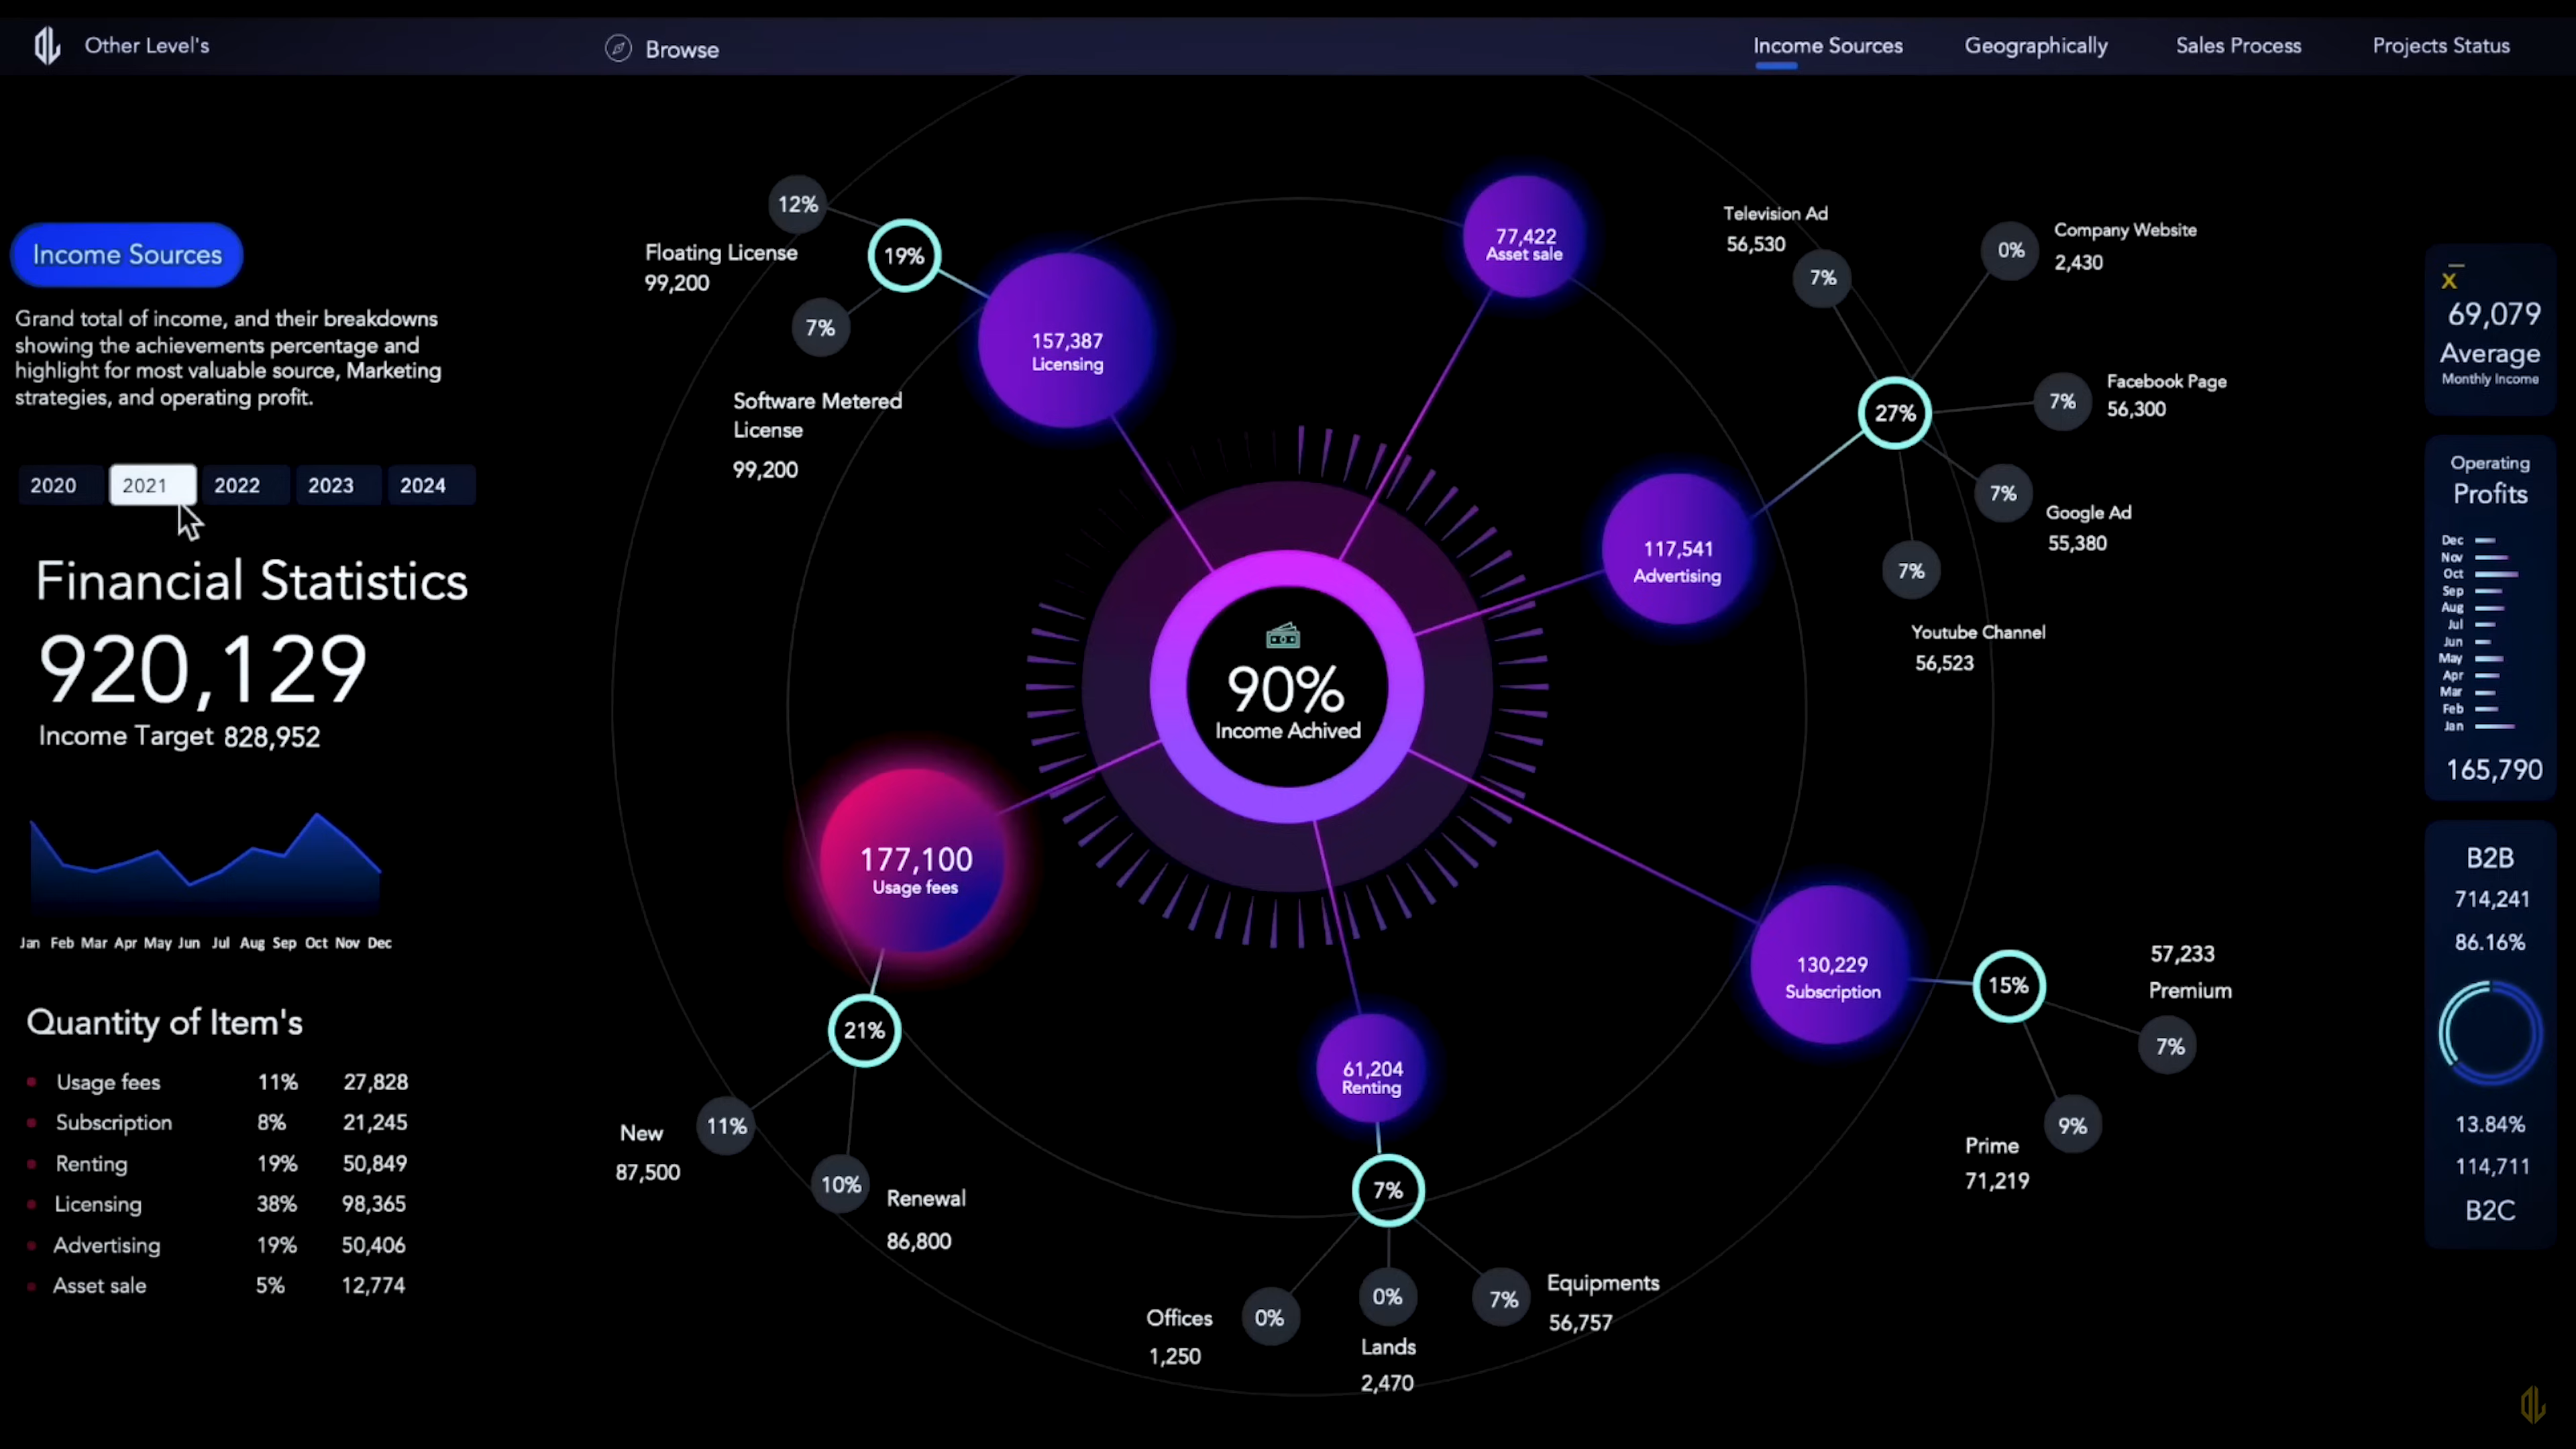 Other Level's
Browse
Income Sources
Geographically
Sales Process
Projects Status
Income Sources
Grand total of income, and their breakdowns
showing the achievements percentage and
highlight for most valuable source, Marketing
strategies, and operating profit.
2020
2021
2022
2023
2024
Financial Statistics
920,129
Income Target 828,952
Jan Feb Mar Apr May Jun Jul Aug Sep Oct Nov Dec
Quantity of Item's
Usage fees 11% 27,828
Subscription 8% 21,245
Renting 19% 50,849
Licensing 38% 98,365
Advertising 19% 50,406
Asset sale 5% 12,774
12%
Floating License
99,200
19%
7%
Software Metered
License
99,200
157,387
Licensing
77,422
Asset sale
Television Ad
56,530
7%
0%
Company Website
2,430
27%
7%
Facebook Page
56,300
7%
Google Ad
55,380
7%
Youtube Channel
56,523
117,541
Advertising
90%
Income Achived
177,100
Usage fees
21%
New
87,500
11%
10%
Renewal
86,800
61,204
Renting
7%
Offices
1,250
0%
0%
Lands
2,470
7%
Equipments
56,757
130,229
Subscription
15%
57,233
Premium
7%
9%
Prime
71,219
x
69,079
Average
Monthly Income
Operating
Profits
Dec
Nov
Oct
Sep
Aug
Jul
Jun
May
Apr
Mar
Feb
Jan
165,790
B2B
714,241
86.16%
13.84%
114,711
B2C